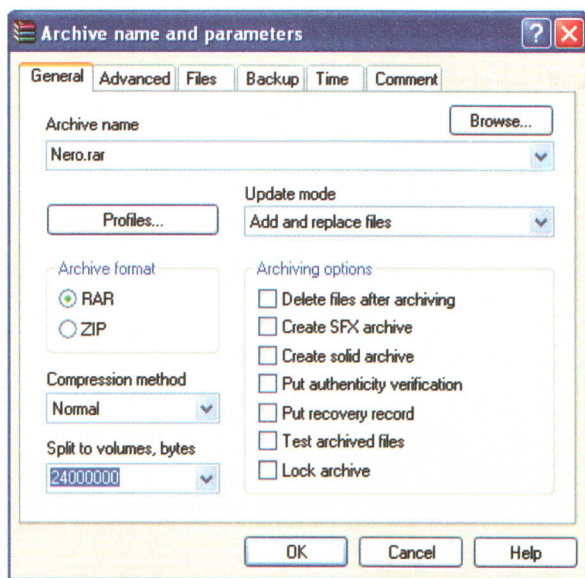 Archive name and parameters
General Advanced Files Backup Time Comment
Archive name
Browse...
Nero.rar
Profiles...
Update mode
Add and replace files
Archive format
RAR
ZIP
Compression method
Normal
Split to volumes, bytes
24000000
Archiving options
Delete files after archiving
Create SFX archive
Create solid archive
Put authenticity verification
Put recovery record
Test archived files
Lock archive
OK Cancel Help